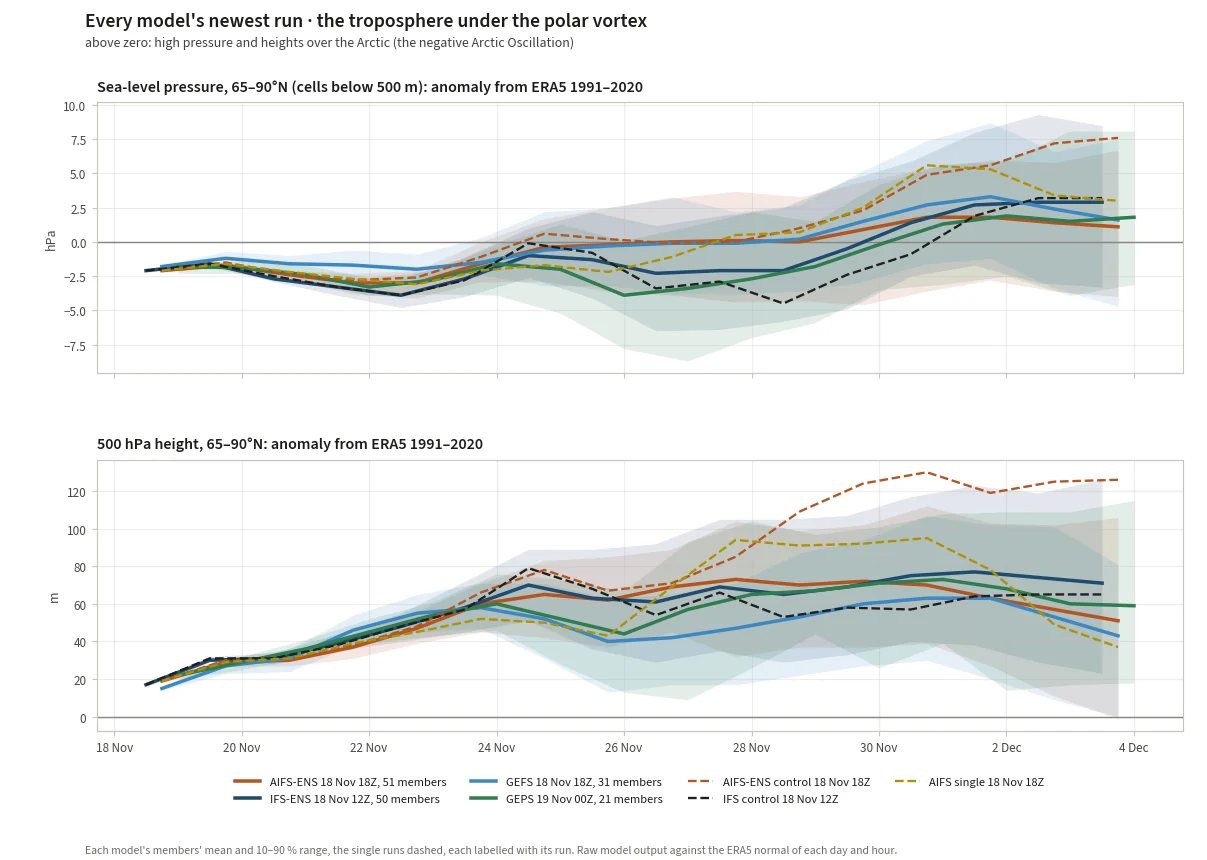 Every model's newest run · the troposphere under the polar vortex
above zero: high pressure and heights over the Arctic (the negative Arctic Oscillation)
Sea-level pressure, 65–90°N (cells below 500 m): anomaly from ERA5 1991–2020
10.0
7.5
5.0
2.5
0.0
−2.5
−5.0
−7.5
hPa
500 hPa height, 65–90°N: anomaly from ERA5 1991–2020
120
100
80
60
40
20
0
m
18 Nov 20 Nov 22 Nov 24 Nov 26 Nov 28 Nov 30 Nov 2 Dec 4 Dec
AIFS-ENS 18 Nov 18Z, 51 members GEFS 18 Nov 18Z, 31 members AIFS-ENS control 18 Nov 18Z AIFS single 18 Nov 18Z
IFS-ENS 18 Nov 12Z, 50 members GEPS 19 Nov 00Z, 21 members IFS control 18 Nov 12Z
Each model's members' mean and 10–90 % range, the single runs dashed, each labelled with its run. Raw model output against the ERA5 normal of each day and hour.